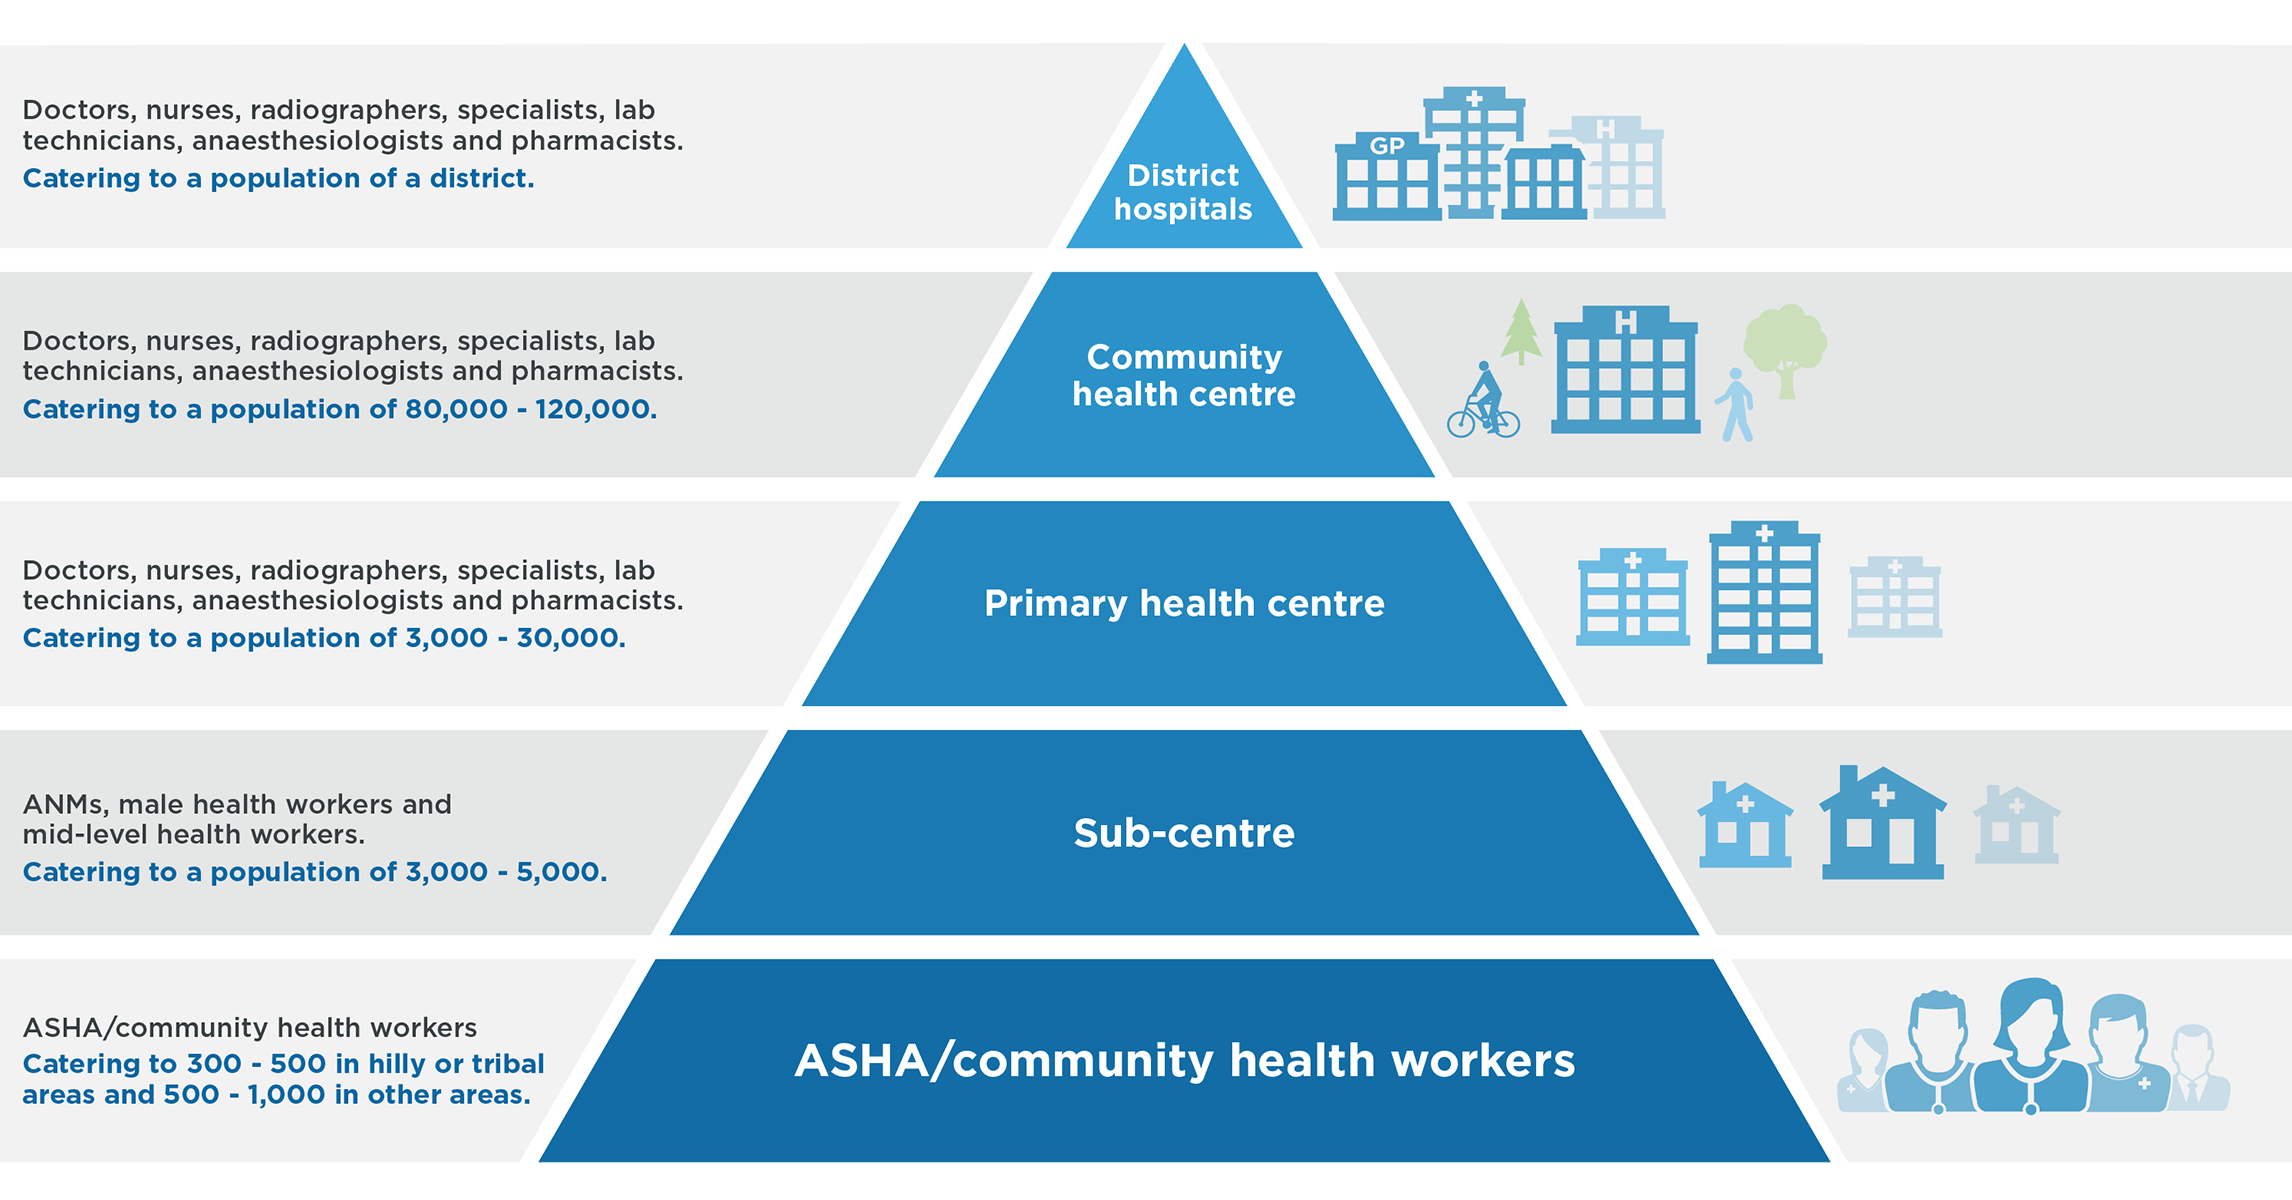 Doctors, nurses, radiographers, specialists, lab
technicians, anaesthesiologists and pharmacists.
Catering to a population of a district.
District
hospitals
GP
H
Doctors, nurses, radiographers, specialists, lab
technicians, anaesthesiologists and pharmacists.
Catering to a population of 80,000 - 120,000.
Community
health centre
H
Doctors, nurses, radiographers, specialists, lab
technicians, anaesthesiologists and pharmacists.
Catering to a population of 3,000 - 30,000.
Primary health centre
ANMs, male health workers and
mid-level health workers.
Catering to a population of 3,000 - 5,000.
Sub-centre
ASHA/community health workers
Catering to 300 - 500 in hilly or tribal
areas and 500 - 1,000 in other areas.
ASHA/community health workers